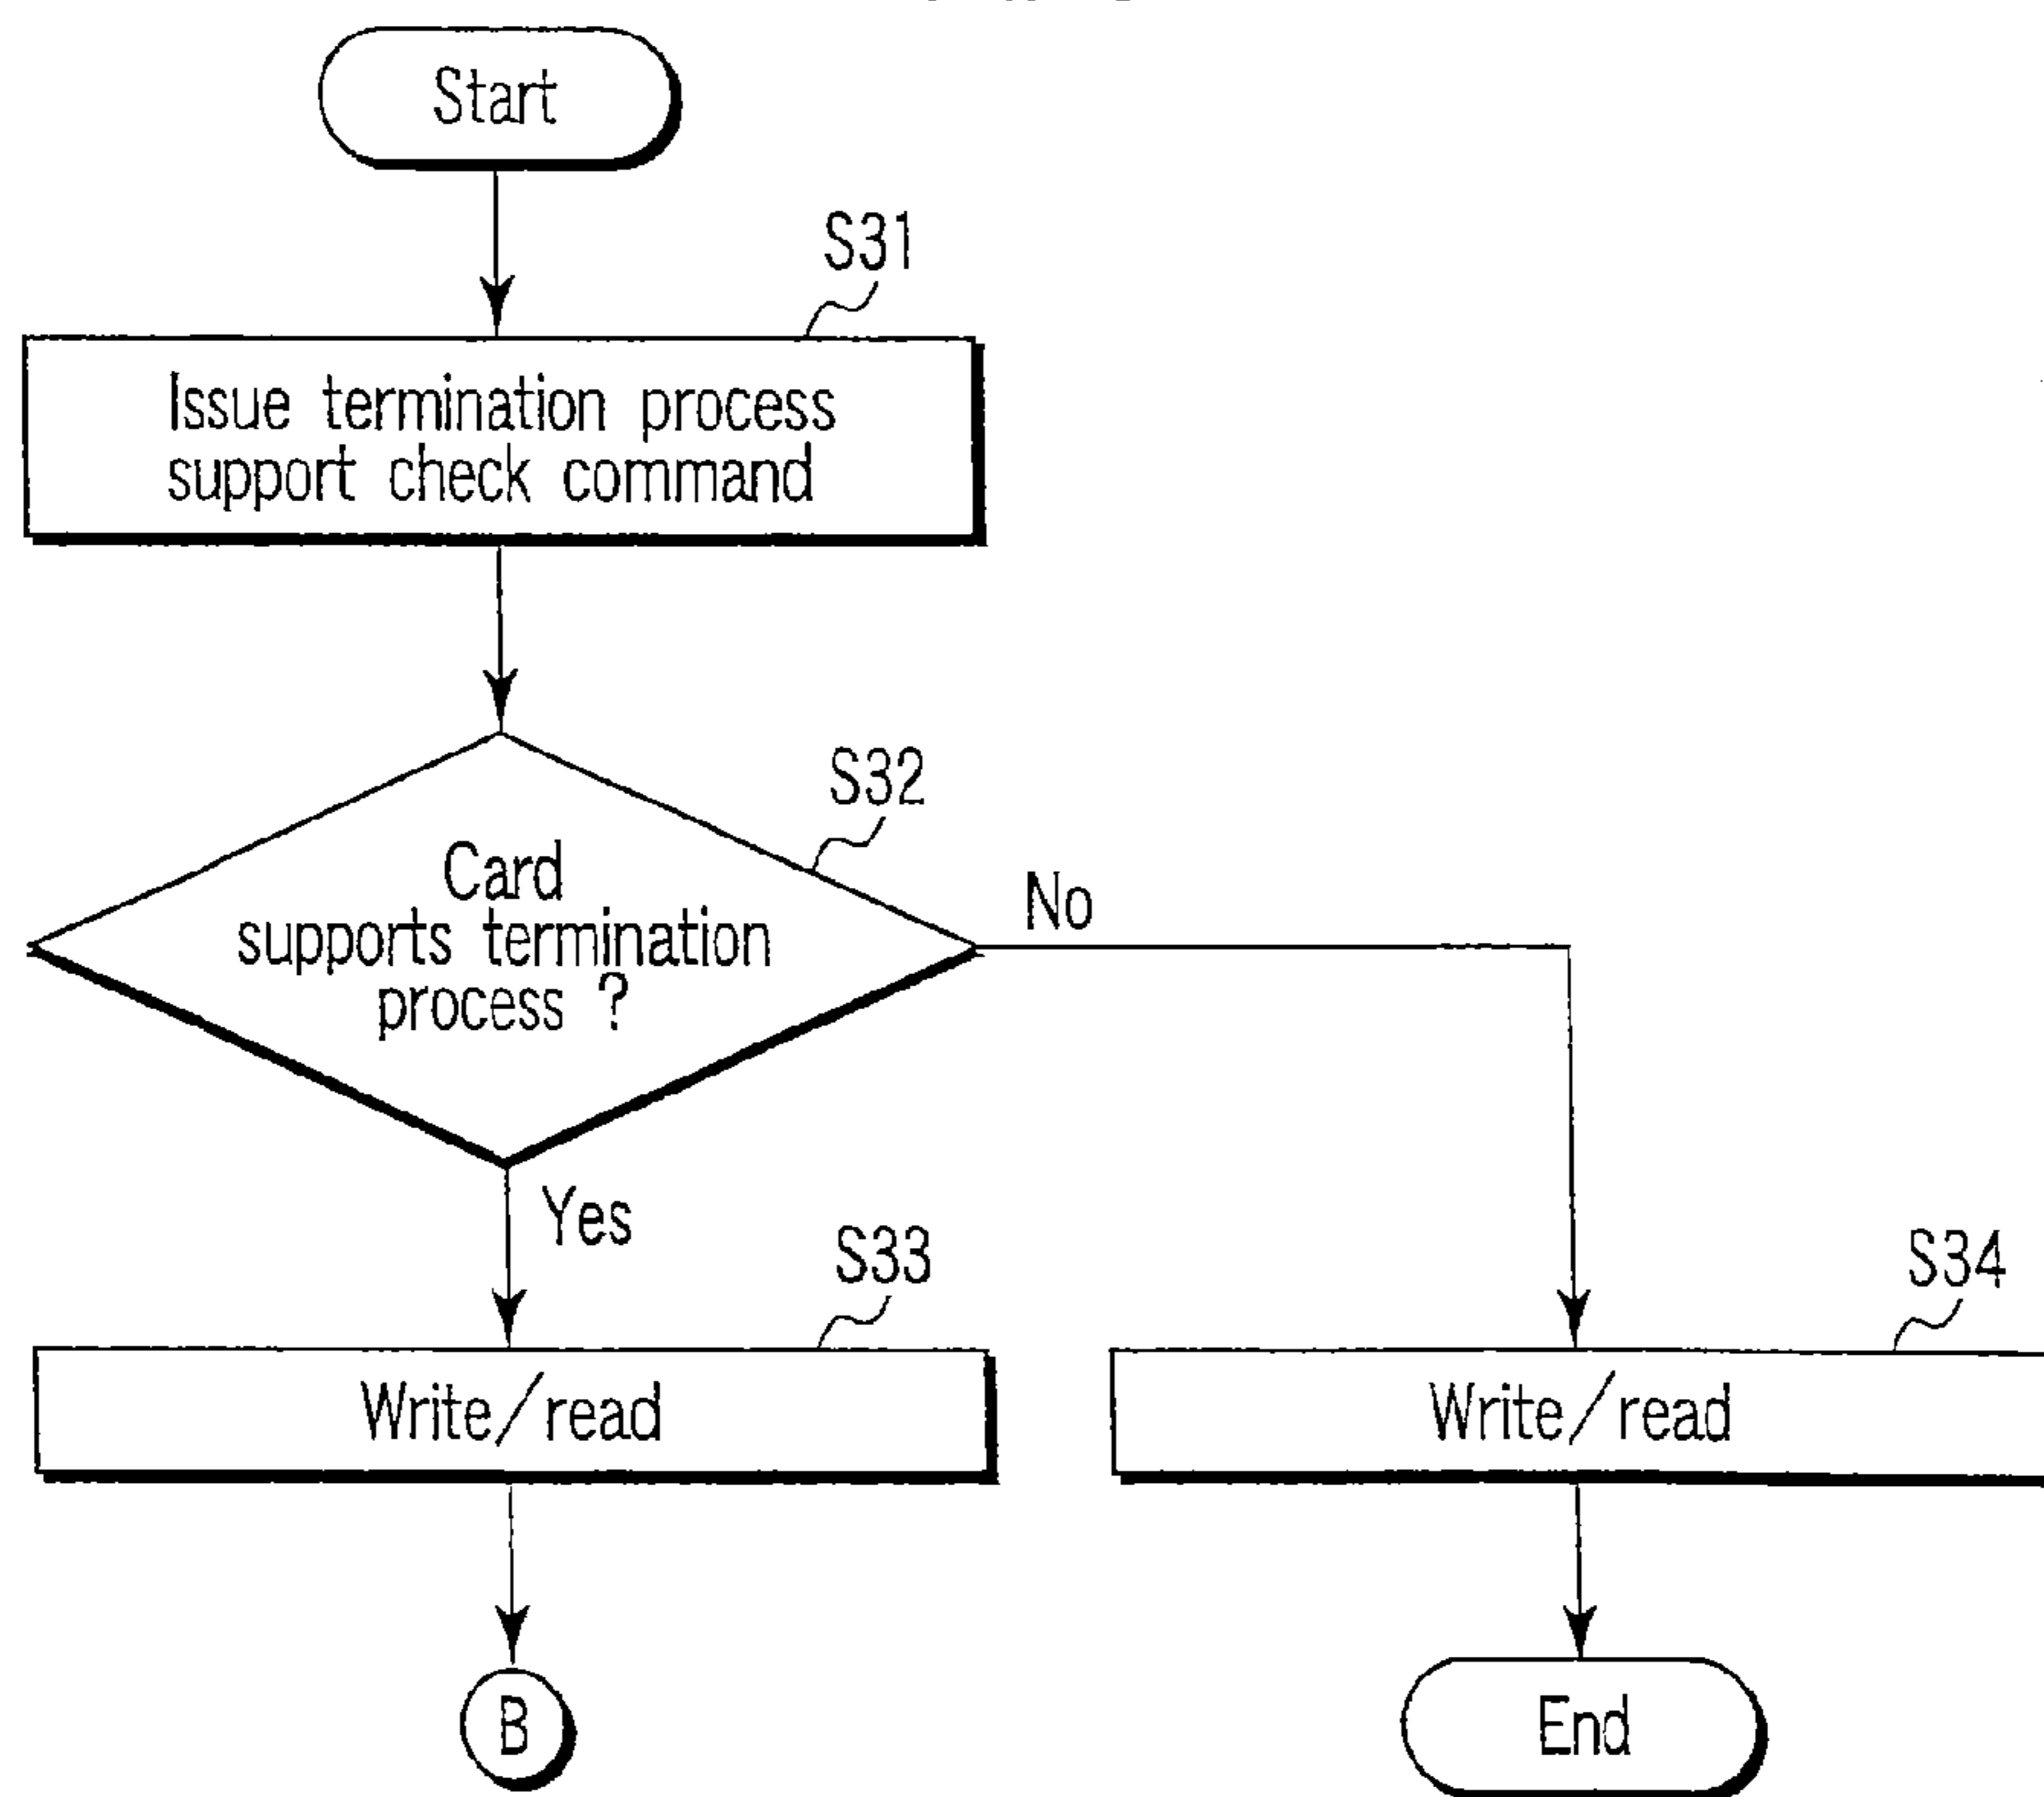 Start
S31
Issue termination process
support check command
S32
Card
supports termination
process ?
No
Yes
S33
Write/read
S34
Write/read
B
End